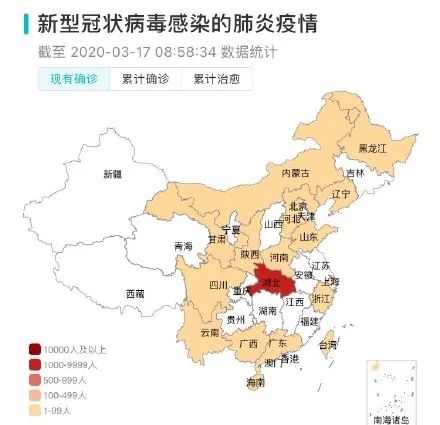 新型冠状病毒感染的肺炎疫情
截至 2020-03-17 08:58:34 数据统计
现有确诊 累计确诊 累计治愈
黑龙江
吉林
新疆
内蒙古
辽宁
北京
天津
河北
山西
宁夏
山东
甘肃
青海
陕西
河南
江苏
安徽
上海
西藏
四川
重庆
湖北
浙江
江西
湖南
贵州
福建
云南
台湾
广西
广东
香港
澳门
海南
10000人及以上
1000-9999人
500-999人
100-499人
1-99人
南海诸岛